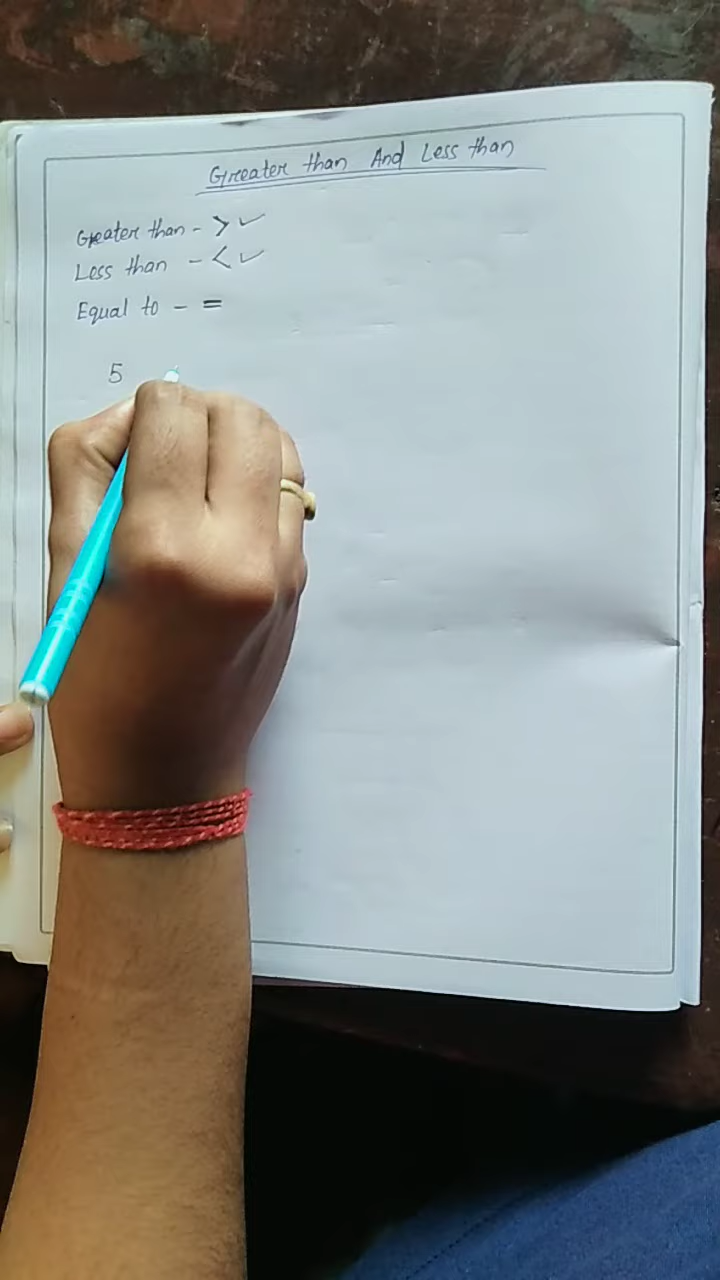 Greater than And Less than
Greater than - > ✓
Less than - < ✓
Equal to - =
5